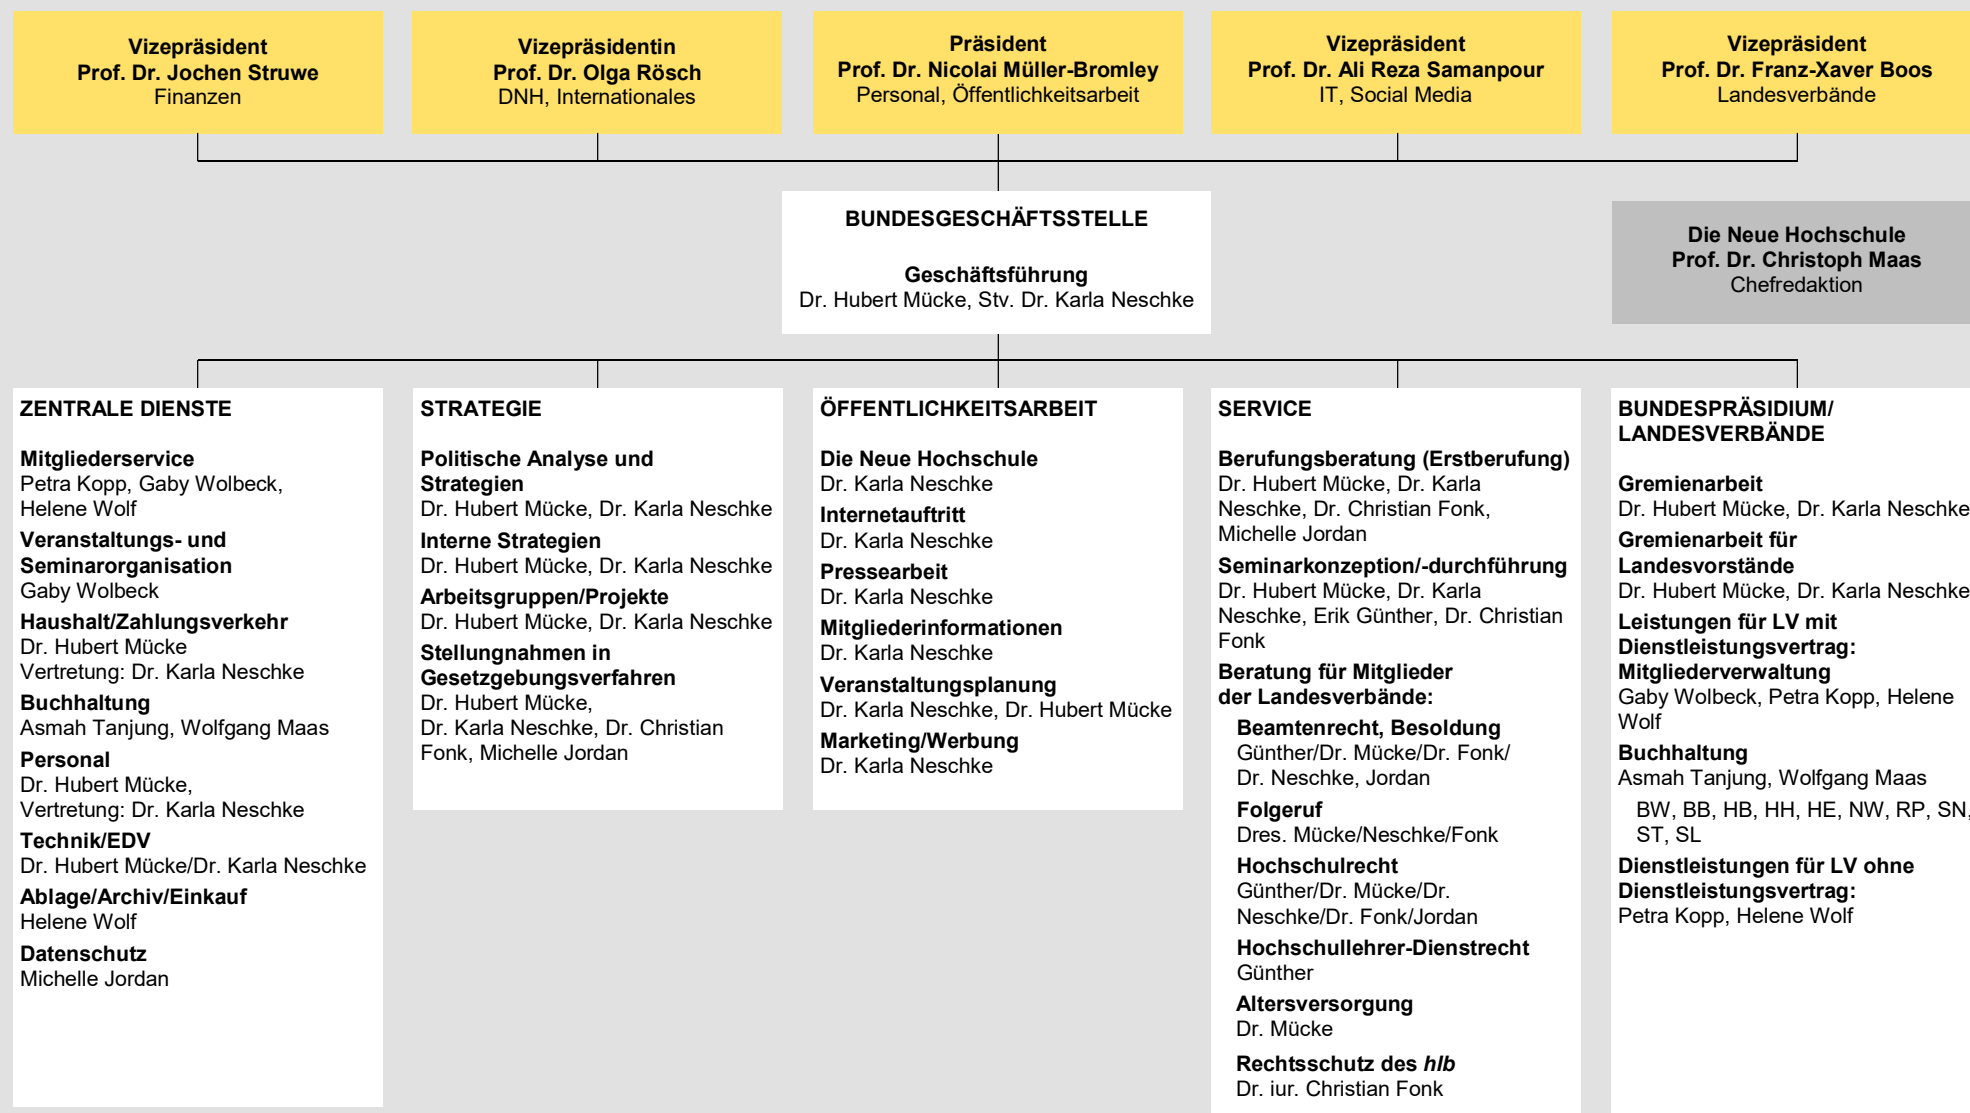 Vizepräsident
Prof. Dr. Jochen Struwe
Finanzen
Vizepräsidentin
Prof. Dr. Olga Rösch
DNH, Internationales
Präsident
Prof. Dr. Nicolai Müller-Bromley
Personal, Öffentlichkeitsarbeit
Vizepräsident
Prof. Dr. Ali Reza Samanpour
IT, Social Media
Vizepräsident
Prof. Dr. Franz-Xaver Boos
Landesverbände
BUNDESGESCHÄFTSSTELLE
Geschäftsführung
Dr. Hubert Mücke, Stv. Dr. Karla Neschke
Die Neue Hochschule
Prof. Dr. Christoph Maas
Chefredaktion
ZENTRALE DIENSTE
Mitgliederservice
Petra Kopp, Gaby Wolbeck,
Helene Wolf
Veranstaltungs- und
Seminarorganisation
Gaby Wolbeck
Haushalt/Zahlungsverkehr
Dr. Hubert Mücke
Vertretung: Dr. Karla Neschke
Buchhaltung
Asmah Tanjung, Wolfgang Maas
Personal
Dr. Hubert Mücke,
Vertretung: Dr. Karla Neschke
Technik/EDV
Dr. Hubert Mücke/Dr. Karla Neschke
Ablage/Archiv/Einkauf
Helene Wolf
Datenschutz
Michelle Jordan
STRATEGIE
Politische Analyse und
Strategien
Dr. Hubert Mücke, Dr. Karla Neschke
Interne Strategien
Dr. Hubert Mücke, Dr. Karla Neschke
Arbeitsgruppen/Projekte
Dr. Hubert Mücke, Dr. Karla Neschke
Stellungnahmen in
Gesetzgebungsverfahren
Dr. Hubert Mücke,
Dr. Karla Neschke, Dr. Christian
Fonk, Michelle Jordan
ÖFFENTLICHKEITSARBEIT
Die Neue Hochschule
Dr. Karla Neschke
Internetauftritt
Dr. Karla Neschke
Pressearbeit
Dr. Karla Neschke
Mitgliederinformationen
Dr. Karla Neschke
Veranstaltungsplanung
Dr. Karla Neschke, Dr. Hubert Mücke
Marketing/Werbung
Dr. Karla Neschke
SERVICE
Berufungsberatung (Erstberufung)
Dr. Hubert Mücke, Dr. Karla
Neschke, Dr. Christian Fonk,
Michelle Jordan
Seminarkonzeption/-durchführung
Dr. Hubert Mücke, Dr. Karla
Neschke, Erik Günther, Dr. Christian
Fonk
Beratung für Mitglieder
der Landesverbände:
Beamtenrecht, Besoldung
Günther/Dr. Mücke/Dr. Fonk/
Dr. Neschke, Jordan
Folgeruf
Dres. Mücke/Neschke/Fonk
Hochschulrecht
Günther/Dr. Mücke/Dr.
Neschke/Dr. Fonk/Jordan
Hochschullehrer-Dienstrecht
Günther
Altersversorgung
Dr. Mücke
Rechtsschutz des hlb
Dr. iur. Christian Fonk
BUNDESPRÄSIDIUM/
LANDESVERBÄNDE
Gremienarbeit
Dr. Hubert Mücke, Dr. Karla Neschke
Gremienarbeit für
Landesvorstände
Dr. Hubert Mücke, Dr. Karla Neschke
Leistungen für LV mit
Dienstleistungsvertrag:
Mitgliederverwaltung
Gaby Wolbeck, Petra Kopp, Helene
Wolf
Buchhaltung
Asmah Tanjung, Wolfgang Maas
BW, BB, HB, HH, HE, NW, RP, SN,
ST, SL
Dienstleistungen für LV ohne
Dienstleistungsvertrag:
Petra Kopp, Helene Wolf